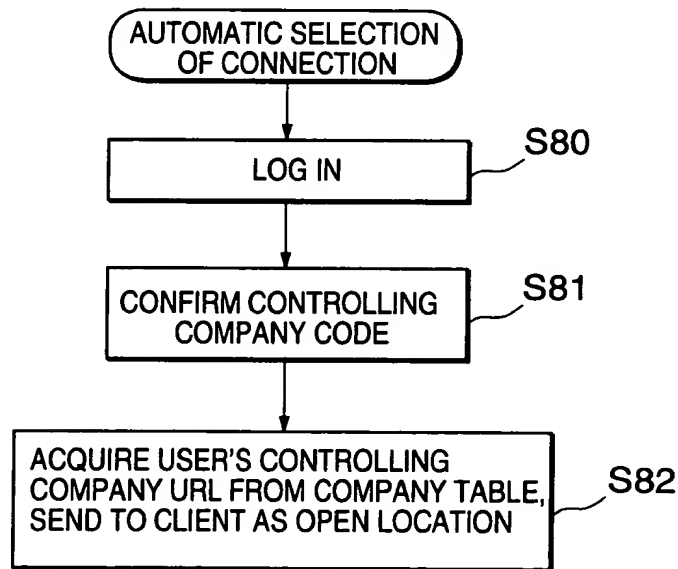 AUTOMATIC SELECTION
OF CONNECTION
S80
LOG IN
S81
CONFIRM CONTROLLING
COMPANY CODE
S82
ACQUIRE USER'S CONTROLLING
COMPANY URL FROM COMPANY TABLE,
SEND TO CLIENT AS OPEN LOCATION